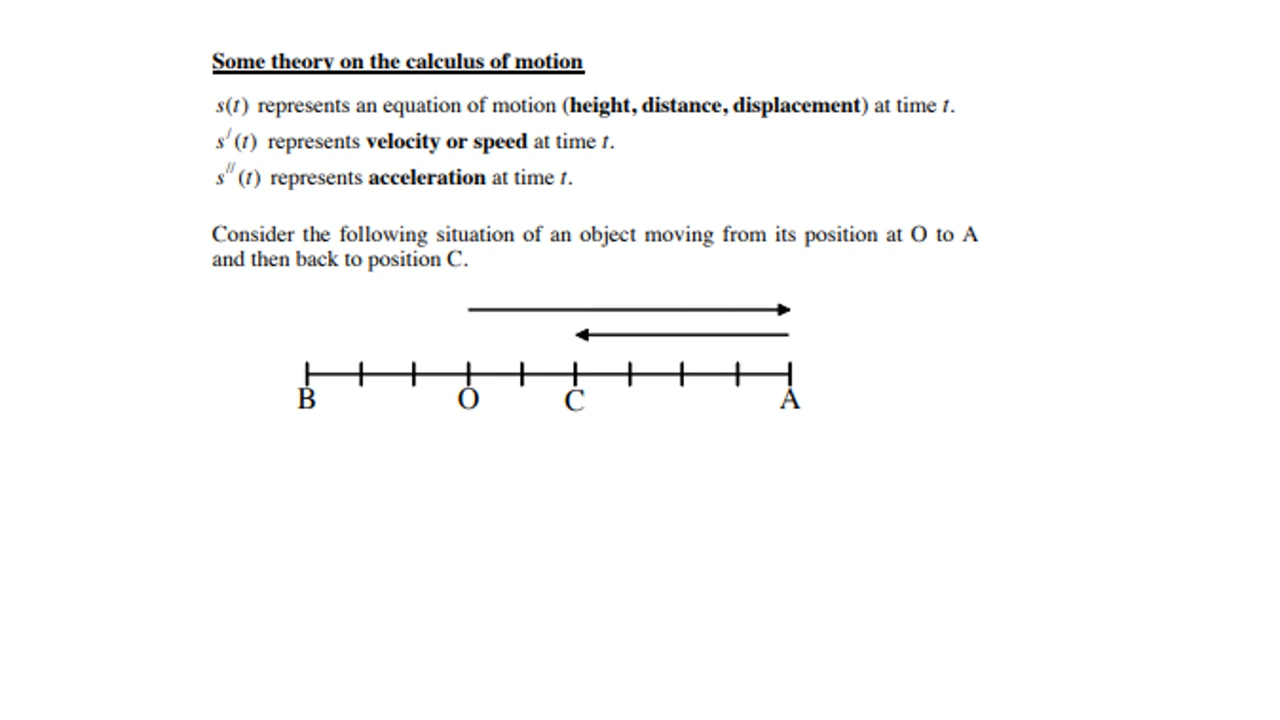 Some theory on the calculus of motion
s(t) represents an equation of motion (height, distance, displacement) at time t.
s′(t) represents velocity or speed at time t.
s″(t) represents acceleration at time t.
Consider the following situation of an object moving from its position at O to A
and then back to position C.
B O C A